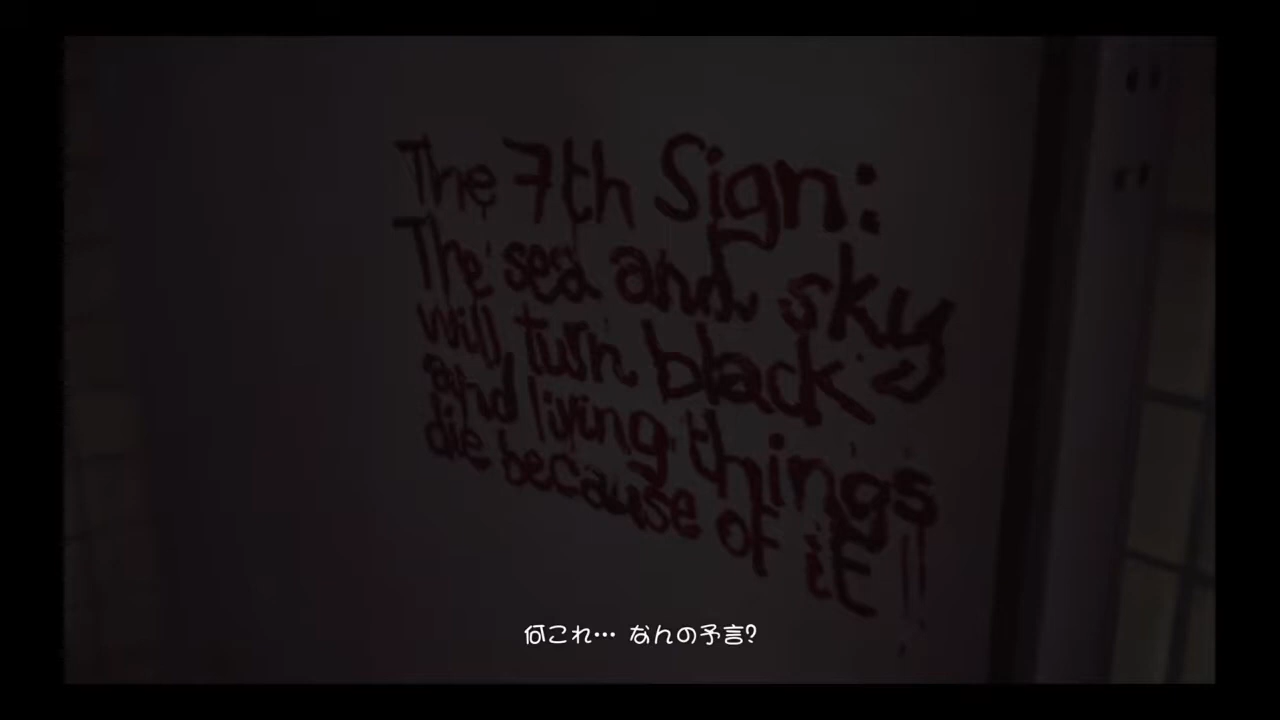 The 7th Sign:
The sea and sky
will turn black
and living things
die because of it
何これ… なんの予言?